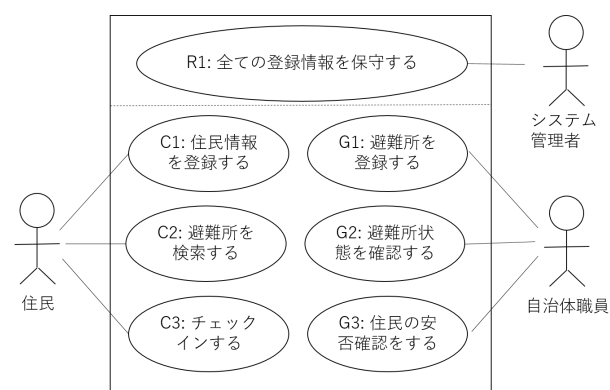 R1: 全ての登録情報を保守する
システム
管理者
C1: 住民情報
を登録する
G1: 避難所を
登録する
C2: 避難所を
検索する
G2: 避難所状
態を確認する
住民
自治体職員
C3: チェック
インする
G3: 住民の安
否確認をする